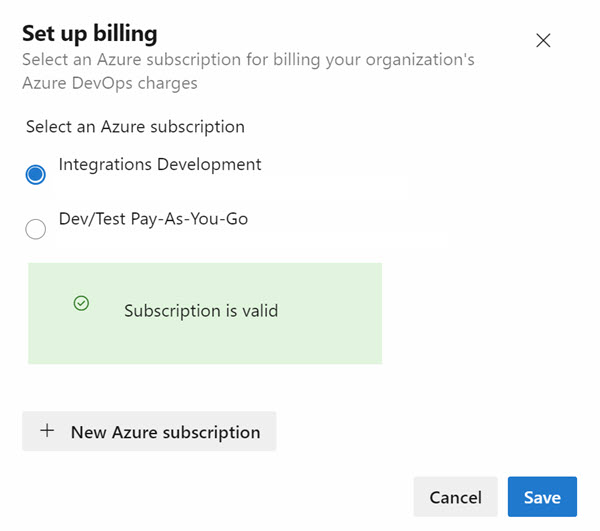 Set up billing
Select an Azure subscription for billing your organization's
Azure DevOps charges
Select an Azure subscription
Integrations Development
Dev/Test Pay-As-You-Go
Subscription is valid
New Azure subscription
Cancel Save